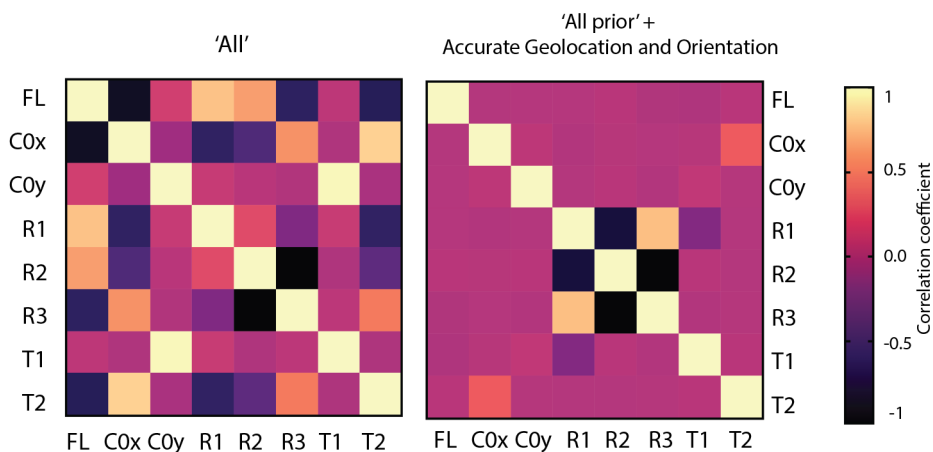 'All'
'All prior' +
Accurate Geolocation and Orientation
FL
C0x
C0y
R1
R2
R3
T1
T2
FL C0x C0y R1 R2 R3 T1 T2
FL
C0x
C0y
R1
R2
R3
T1
T2
FL C0x C0y R1 R2 R3 T1 T2
1
0.5
0.0
-0.5
-1
Correlation coefficient